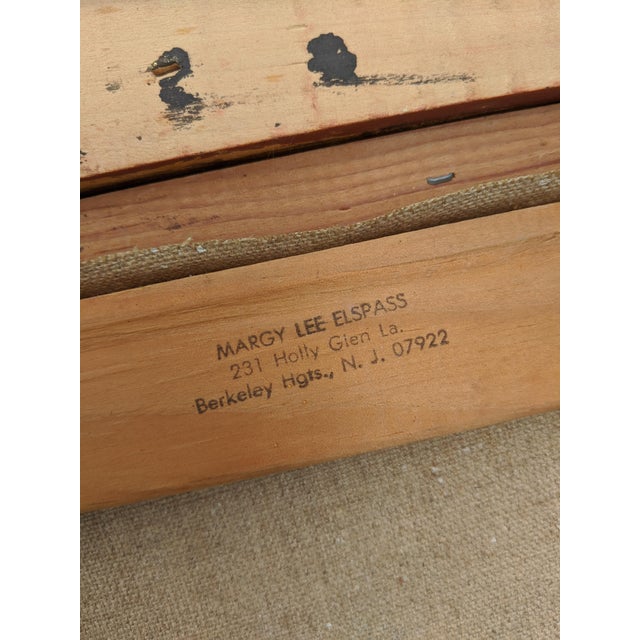 MARGY LEE ELSPASS
231 Holly Glen La.
Berkeley Hgts., N. J. 07922